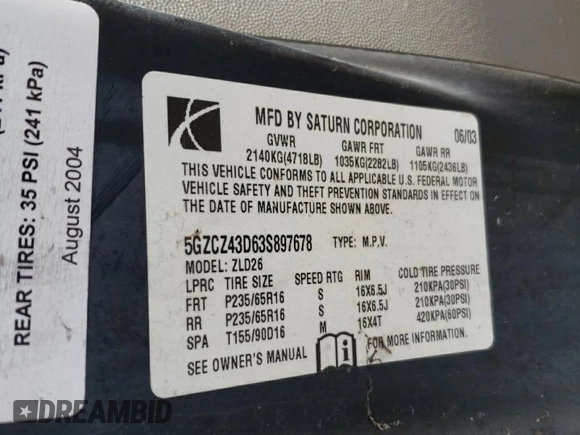 (241 kPa)
REAR TIRES: 35 PSI (241 kPa)
August 2004
MFD BY SATURN CORPORATION 06/03
GVWR GAWR FRT GAWR RR
2140KG(4718LB) 1035KG(2282LB) 1105KG(2436LB)
THIS VEHICLE CONFORMS TO ALL APPLICABLE U.S. FEDERAL MOTOR
VEHICLE SAFETY AND THEFT PREVENTION STANDARDS IN EFFECT ON
THE DATE OF MANUFACTURE SHOWN ABOVE.
5GZCZ43D63S897678 TYPE: M.P.V.
MODEL: ZLD26
LPRC TIRE SIZE SPEED RTG RIM COLD TIRE PRESSURE
FRT P235/65R16 S 16X6.5J 210KPA(30PSI)
RR P235/65R16 S 16X6.5J 210KPA(30PSI)
SPA T155/90D16 M 16X4T 420KPA(60PSI)
SEE OWNER'S MANUAL i FOR MORE INFORMATION.
DREAMBID